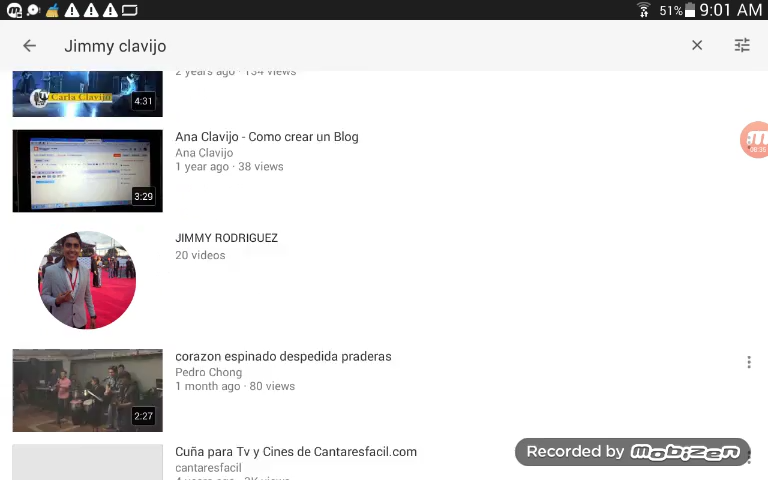 51% 9:01 AM
Jimmy clavijo
2 years ago · 134 views
Carla Clavijo
4:31
Ana Clavijo - Como crear un Blog
Ana Clavijo
1 year ago · 38 views
3:29
JIMMY RODRIGUEZ
20 videos
corazon espinado despedida praderas
Pedro Chong
1 month ago · 80 views
2:27
Cuña para Tv y Cines de Cantaresfacil.com
cantaresfacil
Recorded by mobizen